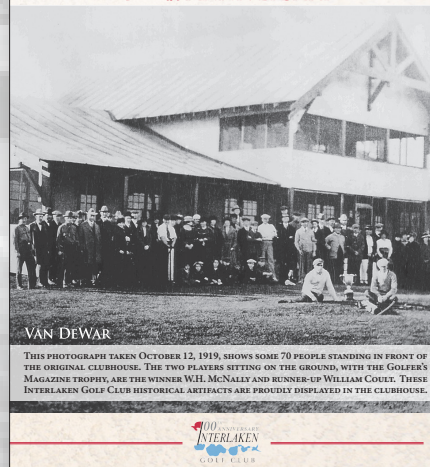 VAN DEWAR
THIS PHOTOGRAPH TAKEN OCTOBER 12, 1919, SHOWS SOME 70 PEOPLE STANDING IN FRONT OF
THE ORIGINAL CLUBHOUSE. THE TWO PLAYERS SITTING ON THE GROUND, WITH THE GOLFER'S
MAGAZINE TROPHY, ARE THE WINNER W.H. MCNALLY AND RUNNER-UP WILLIAM COULT. THESE
INTERLAKEN GOLF CLUB HISTORICAL ARTIFACTS ARE PROUDLY DISPLAYED IN THE CLUBHOUSE.
100 ANNIVERSARY
INTERLAKEN
GOLF CLUB